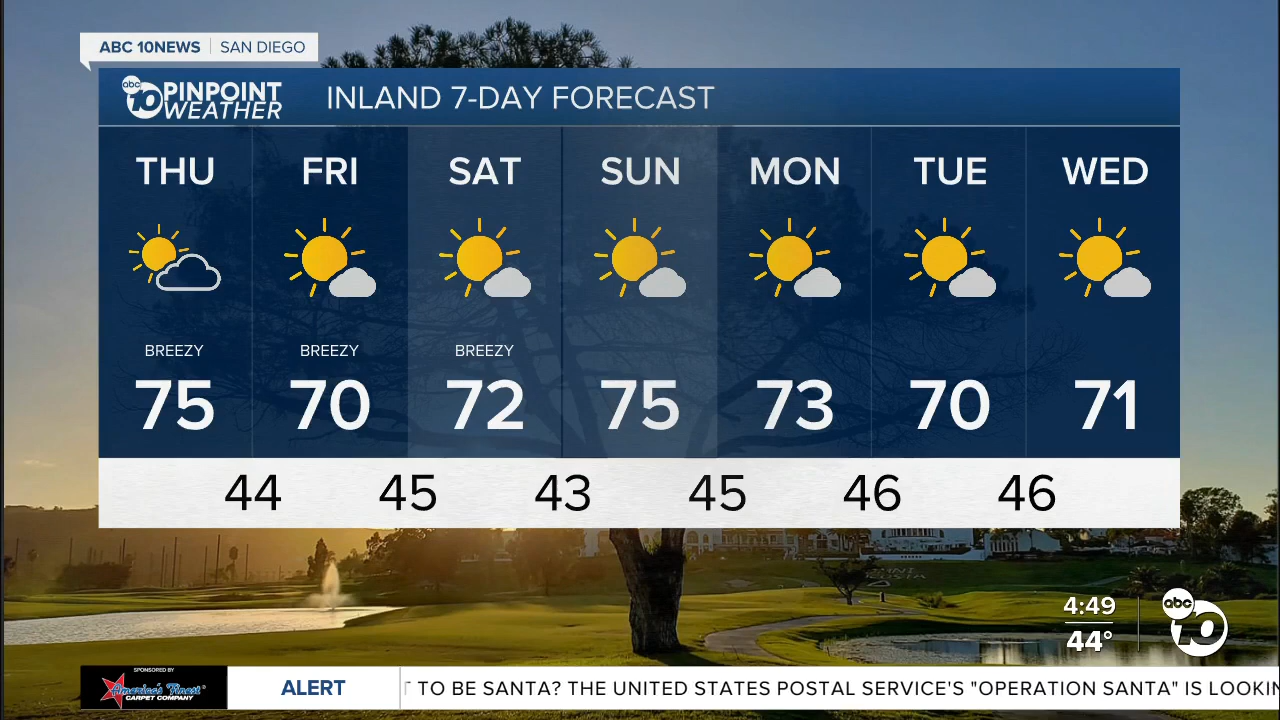 ABC 10NEWS | SAN DIEGO
abc 10 PINPOINT WEATHER
INLAND 7-DAY FORECAST
THU FRI SAT SUN MON TUE WED
BREEZY BREEZY BREEZY
75 70 72 75 73 70 71
44 45 43 45 46 46
4:49
44°
abc 10
SPONSORED BY
America's Finest
CARPET COMPANY
ALERT
T TO BE SANTA? THE UNITED STATES POSTAL SERVICE'S "OPERATION SANTA" IS LOOKIN